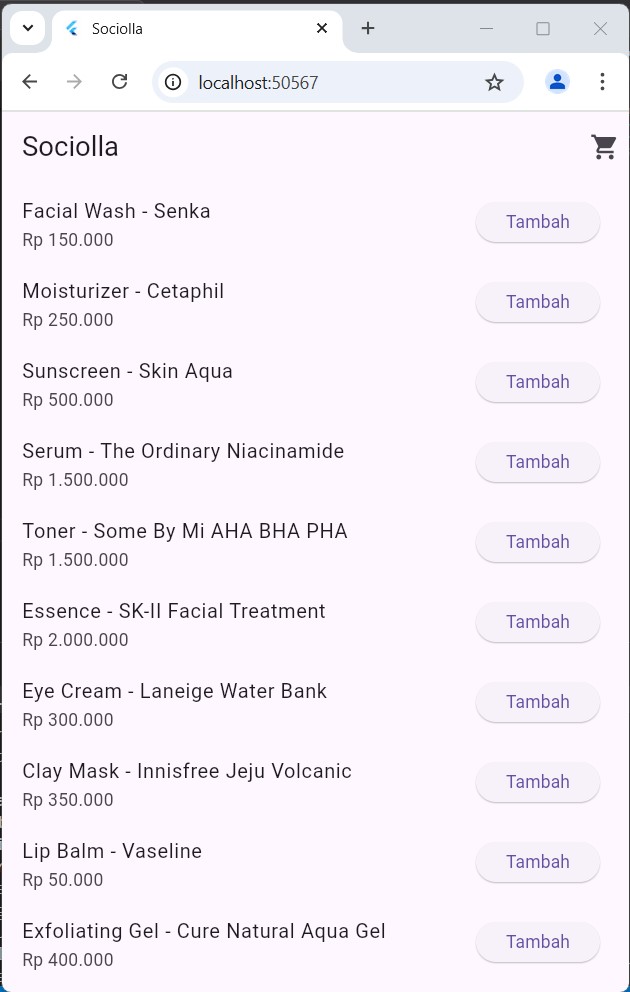 Sociolla
localhost:50567
Sociolla
Facial Wash - Senka
Rp 150.000
Tambah
Moisturizer - Cetaphil
Rp 250.000
Tambah
Sunscreen - Skin Aqua
Rp 500.000
Tambah
Serum - The Ordinary Niacinamide
Rp 1.500.000
Tambah
Toner - Some By Mi AHA BHA PHA
Rp 1.500.000
Tambah
Essence - SK-II Facial Treatment
Rp 2.000.000
Tambah
Eye Cream - Laneige Water Bank
Rp 300.000
Tambah
Clay Mask - Innisfree Jeju Volcanic
Rp 350.000
Tambah
Lip Balm - Vaseline
Rp 50.000
Tambah
Exfoliating Gel - Cure Natural Aqua Gel
Rp 400.000
Tambah